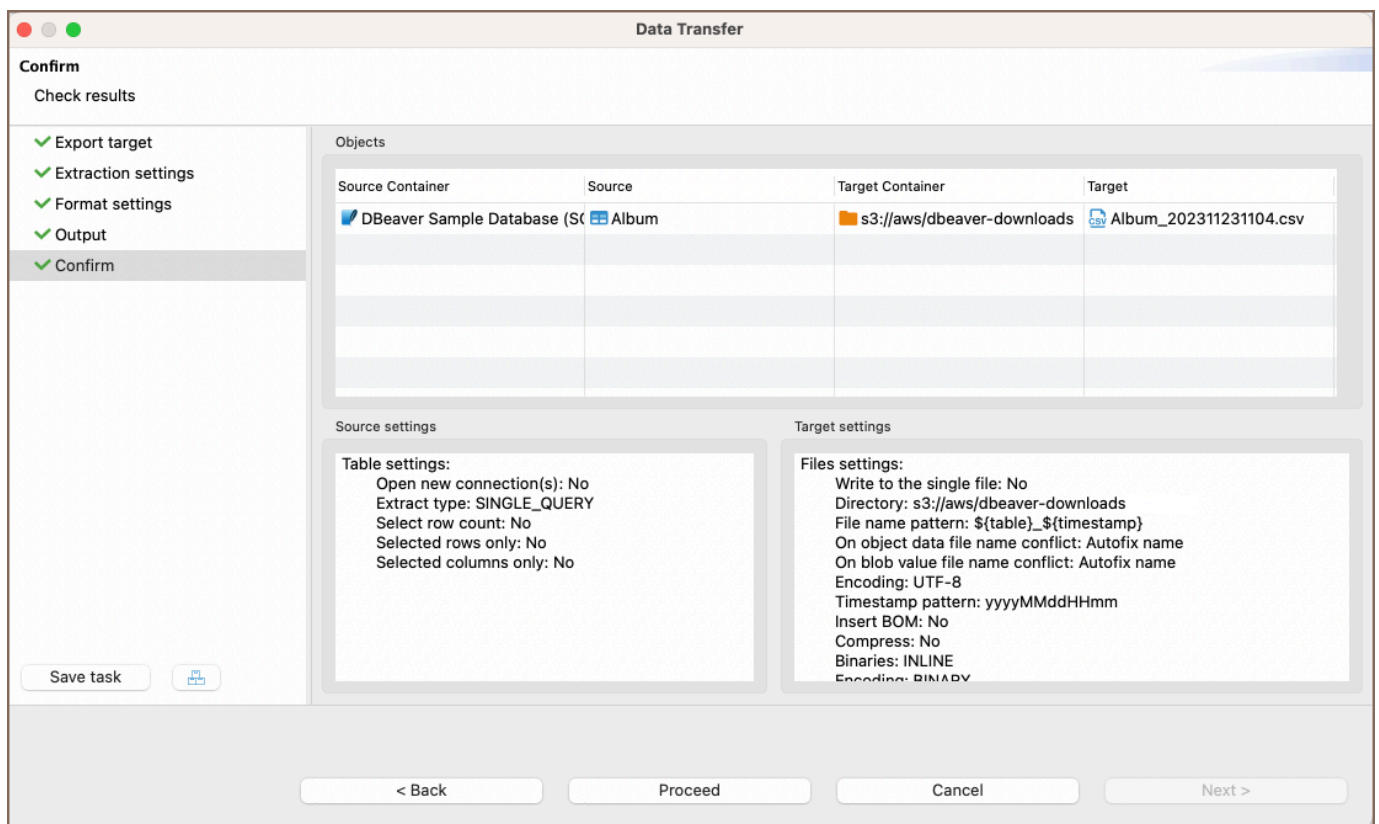 Data Transfer
Confirm
Check results
Export target
Extraction settings
Format settings
Output
Confirm
Save task
Objects
Source Container Source Target Container Target
DBeaver Sample Database (SQ Album s3://aws/dbeaver-downloads Album_202311231104.csv
Source settings
Table settings:
Open new connection(s): No
Extract type: SINGLE_QUERY
Select row count: No
Selected rows only: No
Selected columns only: No
Target settings
Files settings:
Write to the single file: No
Directory: s3://aws/dbeaver-downloads
File name pattern: ${table}_${timestamp}
On object data file name conflict: Autofix name
On blob value file name conflict: Autofix name
Encoding: UTF-8
Timestamp pattern: yyyyMMddHHmm
Insert BOM: No
Compress: No
Binaries: INLINE
Encoding: BINARY
< Back Proceed Cancel Next >